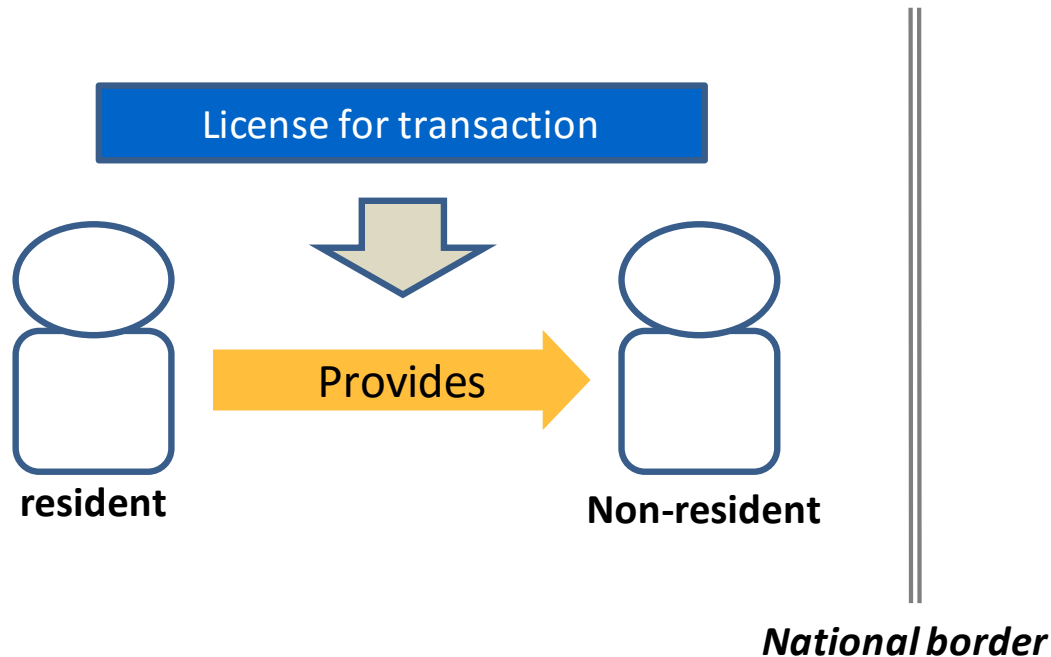 License for transaction
Provides
resident
Non-resident
National border